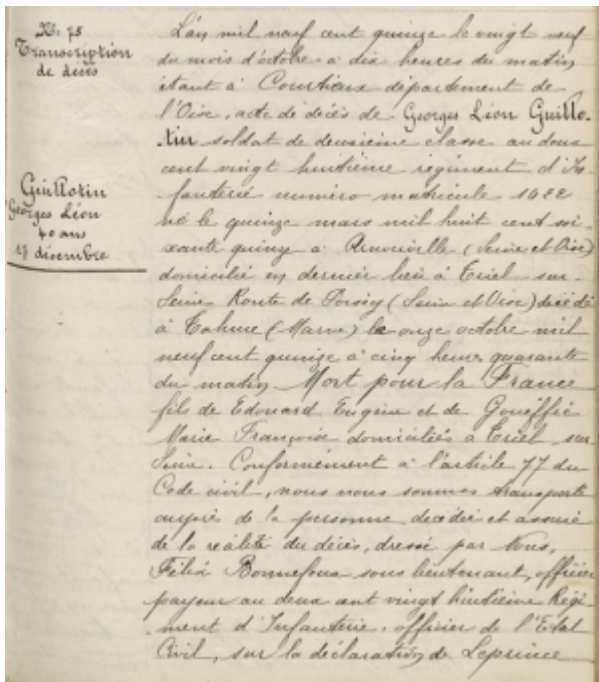 No 78
Transcription
de décès
Guillotin
Georges Léon
40 ans
17 décembre
L'an mil neuf cent quinze le vingt neuf
du mois d'octobre à dix heures du matin
étant à Courtieux département de
l'Oise, acte de décès de Georges Léon Guillo-
tin soldat de deuxième classe au deux
cent vingt huitième régiment d'In-
fanterie numéro matricule 1022
né le quinze mars mil huit cent soi-
xante quinze à Arnouville (Seine et Oise)
domicilié en dernier lieu à Triel sur
Seine Route de Poissy (Seine et Oise) décédé
à Tahure (Marne) le onze octobre mil
neuf cent quinze à cinq heures quarante
du matin Mort pour la France
fils de Edouard Eugène et de Gouëffié
Marie Françoise domiciliés à Triel sur
Seine. Conformément à l'article 77 du
Code civil, nous nous sommes transporté
auprès de la personne décédée et assuré
de la réalité du décès, dressé par Nous,
Félix Bonnefoux sous lieutenant, officier
payeur au deux cent vingt huitième Régi-
ment d'Infanterie, officier de l'Etat
Civil, sur la déclaration de Leprince